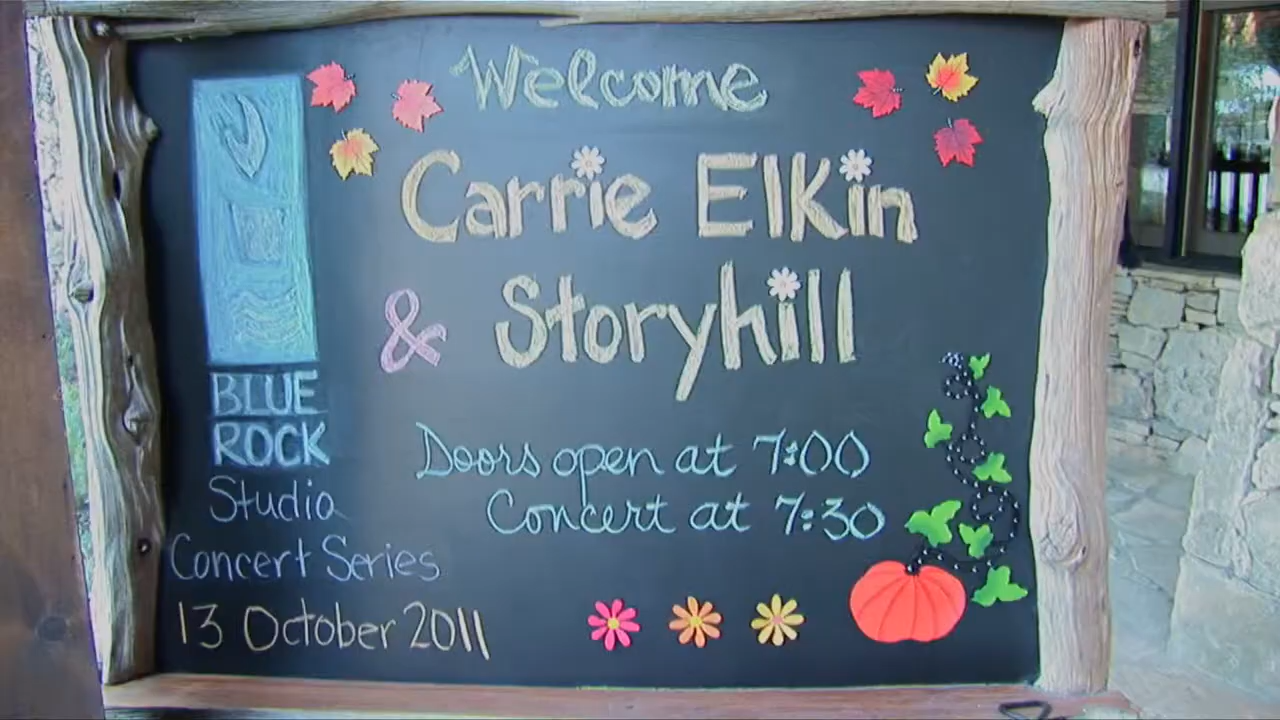 Welcome
Carrie Elkin
& Storyhill
Doors open at 7:00
Concert at 7:30
BLUE
ROCK
Studio
Concert Series
13 October 2011